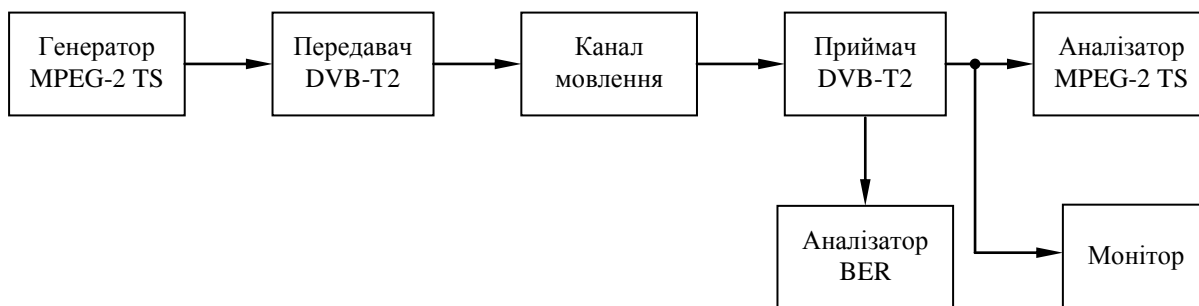 Генератор
MPEG-2 TS
Передавач
DVB-T2
Канал
мовлення
Приймач
DVB-T2
Аналізатор
MPEG-2 TS
Аналізатор
BER
Монітор